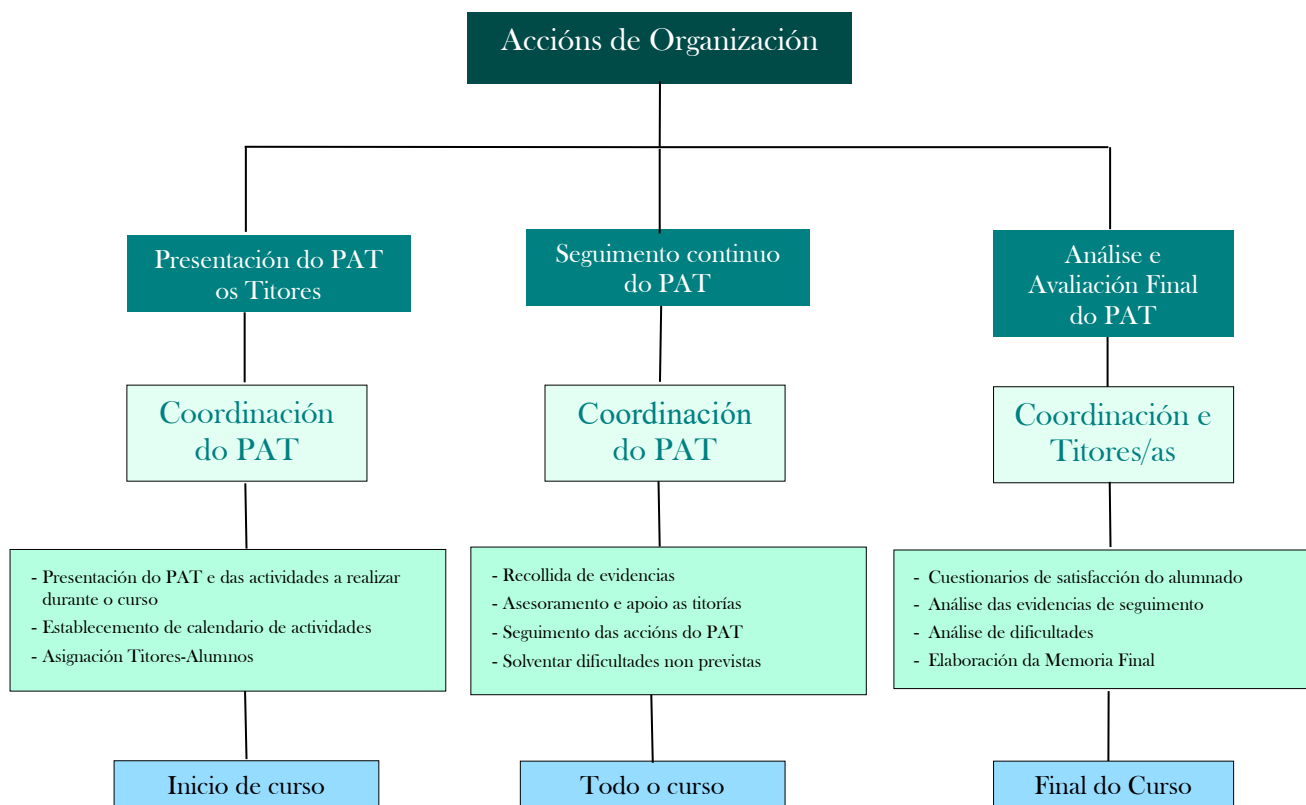 Accións de Organización
Presentación do PAT
os Titores
Seguimento continuo
do PAT
Análise e
Avaliación Final
do PAT
Coordinación
do PAT
Coordinación
do PAT
Coordinación e
Titores/as
- Presentación do PAT e das actividades a realizar
durante o curso
- Establecemento de calendario de actividades
- Asignación Titores-Alumnos
- Recollida de evidencias
- Asesoramento e apoio as titorías
- Seguimento das accións do PAT
- Solventar dificultades non previstas
- Cuestionarios de satisfacción do alumnado
- Análise das evidencias de seguimento
- Análise de dificultades
- Elaboración da Memoria Final
Inicio de curso
Todo o curso
Final do Curso